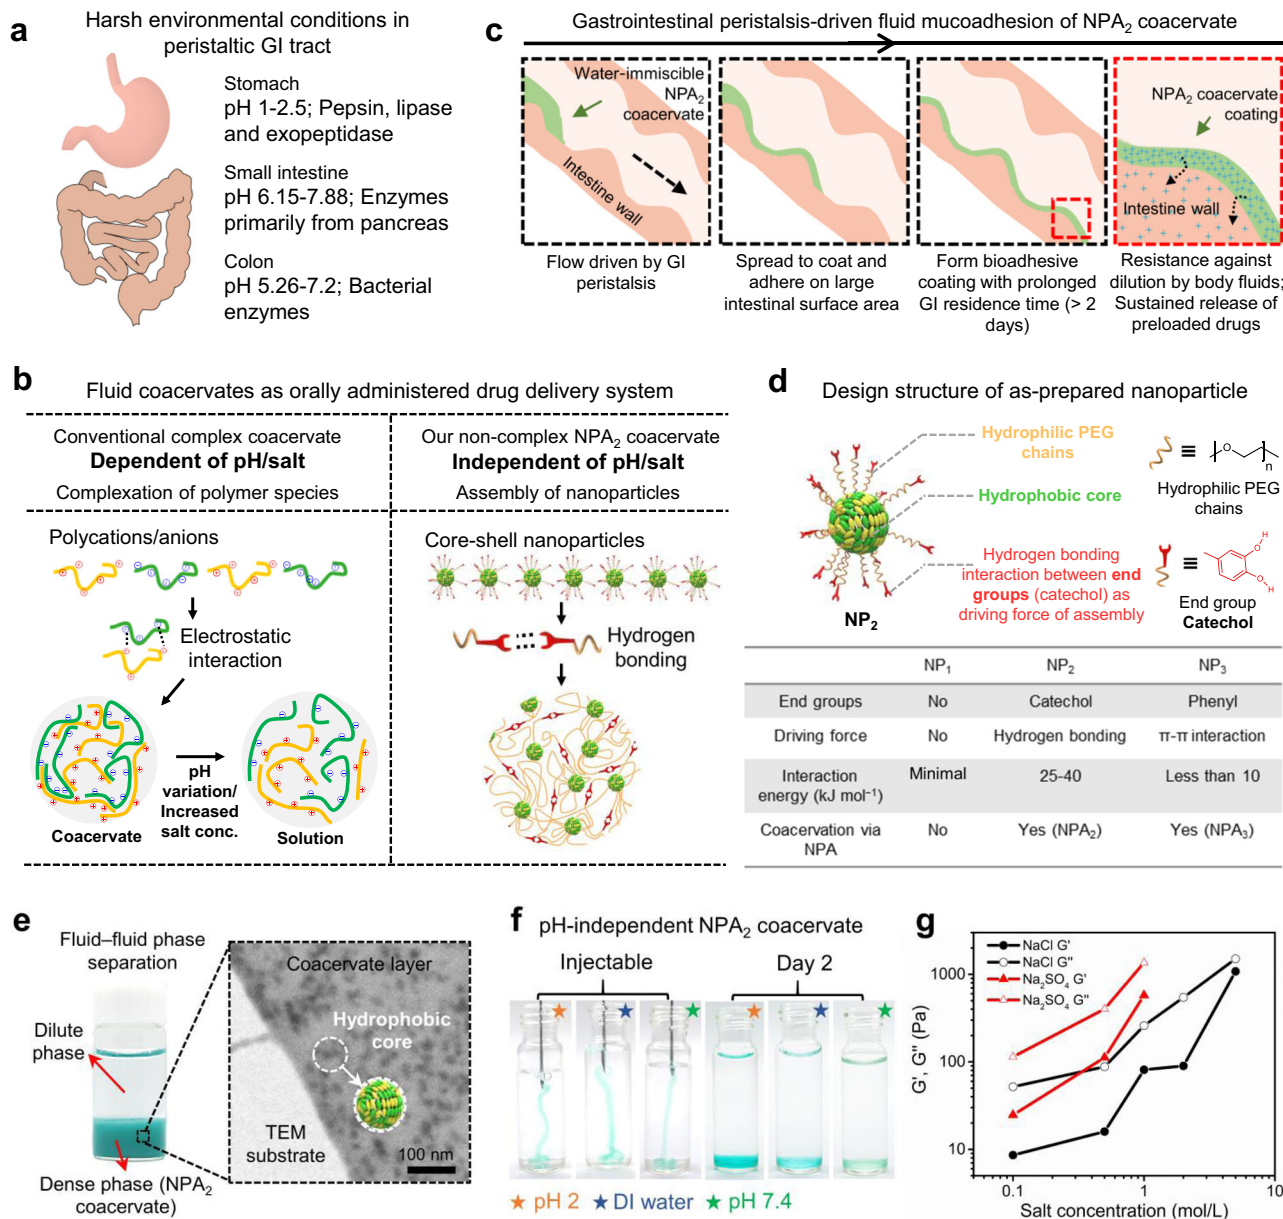 a
Harsh environmental conditions in
peristaltic GI tract
Stomach
pH 1-2.5; Pepsin, lipase
and exopeptidase
Small intestine
pH 6.15-7.88; Enzymes
primarily from pancreas
Colon
pH 5.26-7.2; Bacterial
enzymes
c
Gastrointestinal peristalsis-driven fluid mucoadhesion of NPA₂ coacervate
Water-immiscible
NPA₂
coacervate
Intestine wall
NPA₂ coacervate
coating
Intestine wall
Flow driven by GI
peristalsis
Spread to coat and
adhere on large
intestinal surface area
Form bioadhesive
coating with prolonged
GI residence time (> 2
days)
Resistance against
dilution by body fluids;
Sustained release of
preloaded drugs
b
Fluid coacervates as orally administered drug delivery system
Conventional complex coacervate
Dependent of pH/salt
Complexation of polymer species
Our non-complex NPA₂ coacervate
Independent of pH/salt
Assembly of nanoparticles
Polycations/anions
Electrostatic
interaction
Coacervate
pH
variation/
Increased
salt conc.
Solution
Core-shell nanoparticles
Hydrogen
bonding
d
Design structure of as-prepared nanoparticle
Hydrophilic PEG
chains
Hydrophobic core
Hydrogen bonding
interaction between end
groups (catechol) as
driving force of assembly
NP₂
≡
O
n
Hydrophilic PEG
chains
≡
O H
O H
End group
Catechol
NP₁ NP₂ NP₃
End groups No Catechol Phenyl
Driving force No Hydrogen bonding π-π interaction
Interaction energy (kJ mol⁻¹) Minimal 25-40 Less than 10
Coacervation via NPA No Yes (NPA₂) Yes (NPA₃)
e
Fluid–fluid phase
separation
Dilute
phase
Dense phase (NPA₂
coacervate)
Coacervate layer
Hydrophobic
core
TEM
substrate
100 nm
f
pH-independent NPA₂ coacervate
Injectable Day 2
★ pH 2 ★ DI water ★ pH 7.4
g
NaCl G'
NaCl G"
Na₂SO₄ G'
Na₂SO₄ G"
G', G" (Pa)
1000
100
10
0.1 1 10
Salt concentration (mol/L)